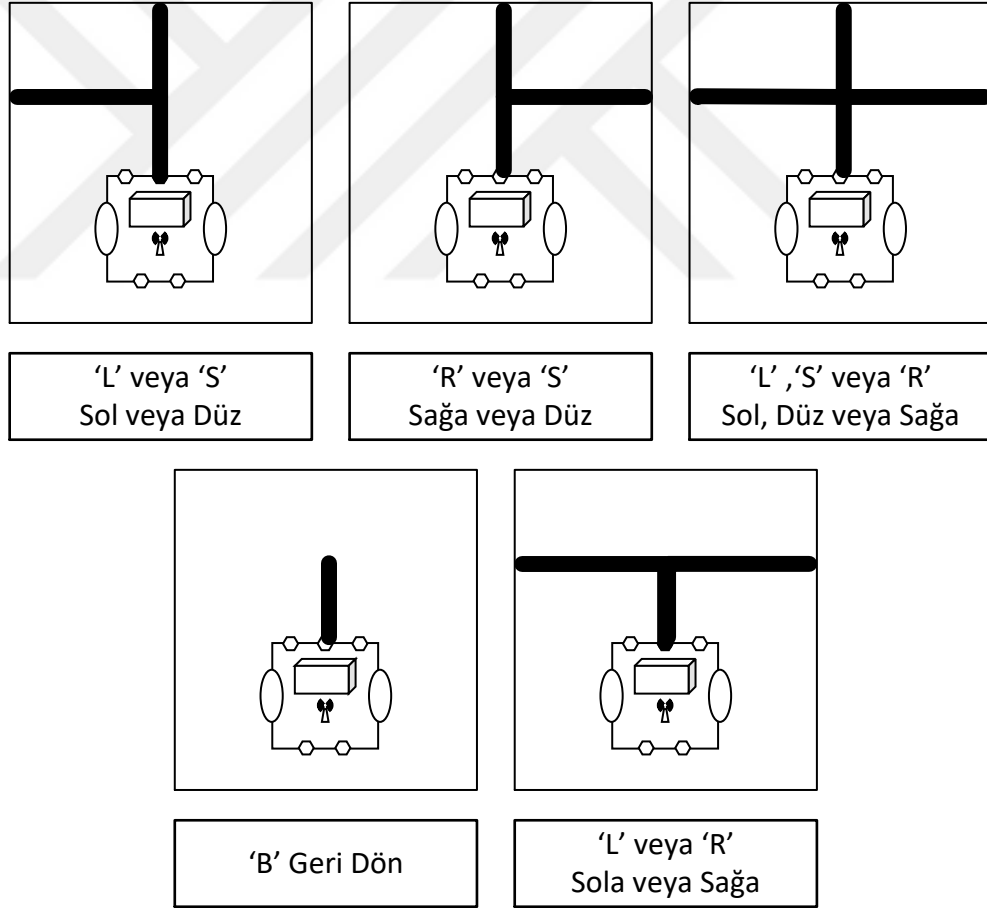 ‘L’ veya ‘S’
Sol veya Düz
‘R’ veya ‘S’
Sağa veya Düz
‘L’ ,‘S’ veya ‘R’
Sol, Düz veya Sağa
‘B’ Geri Dön
‘L’ veya ‘R’
Sola veya Sağa